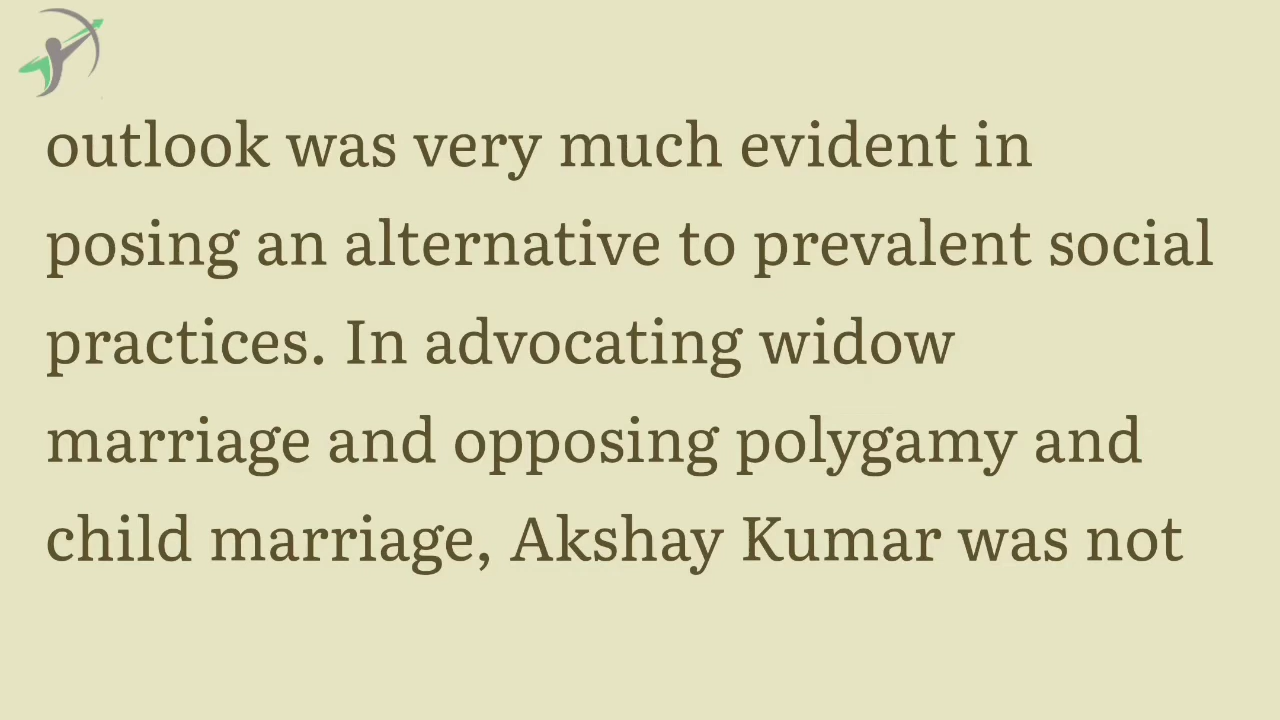 outlook was very much evident in
posing an alternative to prevalent social
practices. In advocating widow
marriage and opposing polygamy and
child marriage, Akshay Kumar was not